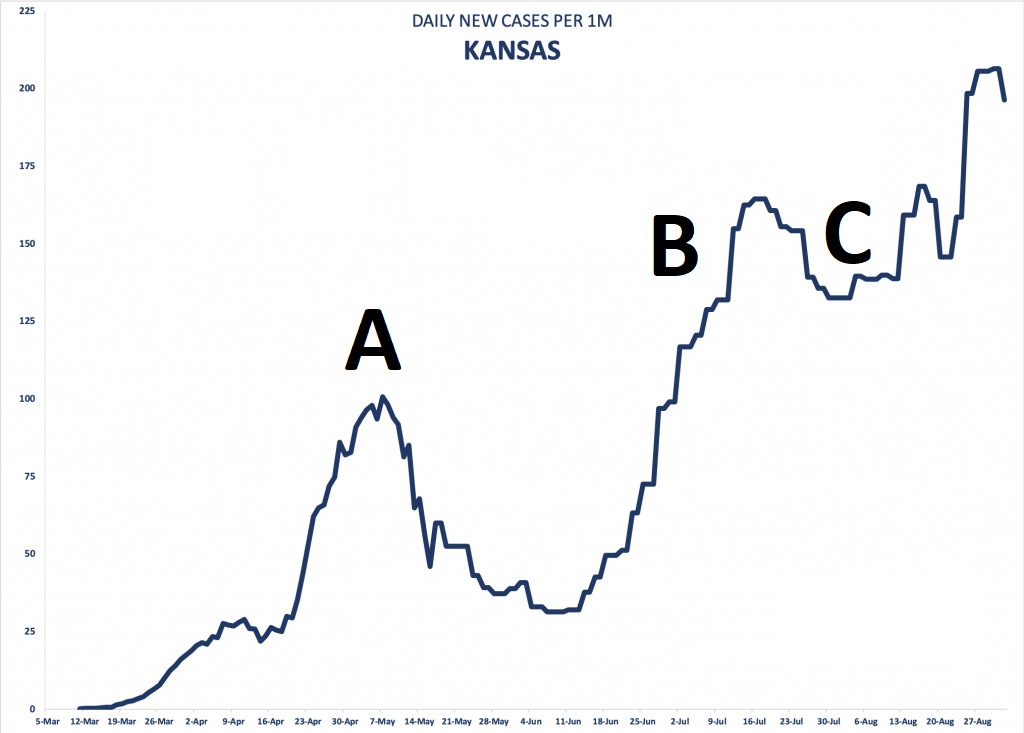 DAILY NEW CASES PER 1M
KANSAS
225
200
175
150
125
100
75
50
25
0
A
B
C
5-Mar 12-Mar 19-Mar 26-Mar 2-Apr 9-Apr 16-Apr 23-Apr 30-Apr 7-May 14-May 21-May 28-May 4-Jun 11-Jun 18-Jun 25-Jun 2-Jul 9-Jul 16-Jul 23-Jul 30-Jul 6-Aug 13-Aug 20-Aug 27-Aug